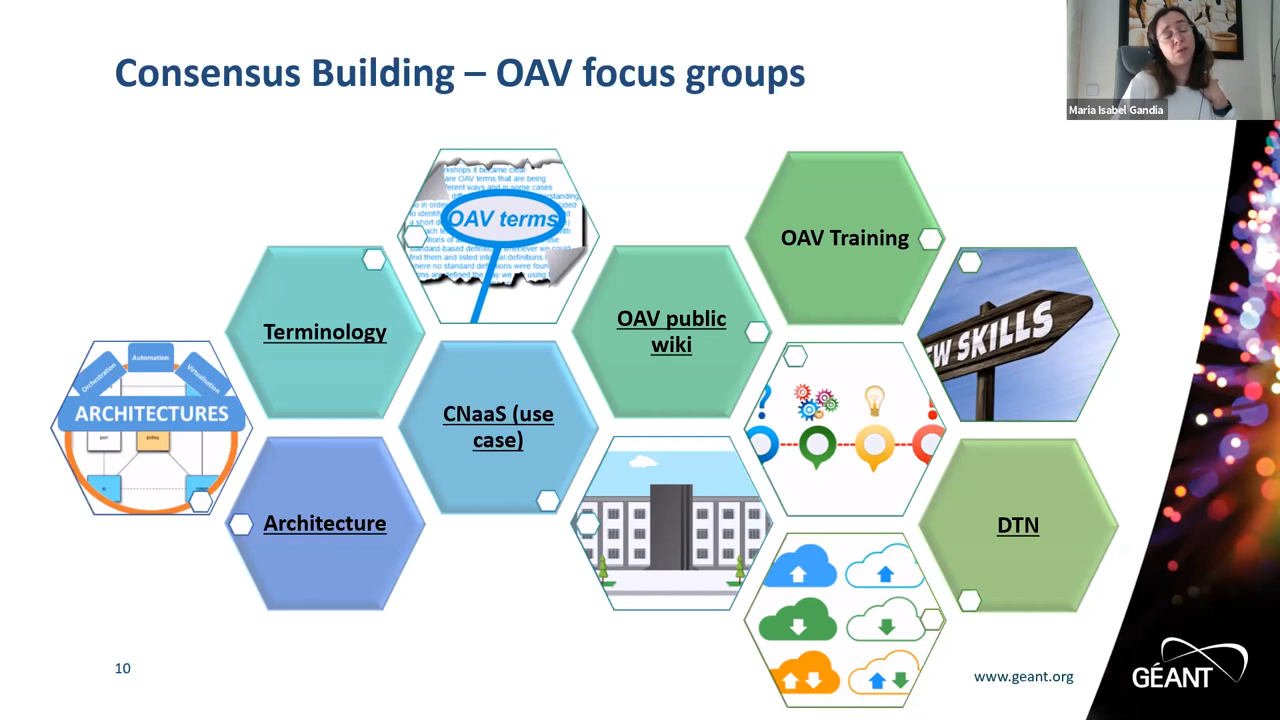 Consensus Building – OAV focus groups
Maria Isabel Gandia
OAV terms
OAV Training
Terminology
OAV public
wiki
SKILLS
Automation
Orchestration
Virtualisation
ARCHITECTURES
CNaaS (use
case)
Architecture
DTN
10
www.geant.org
GÉANT